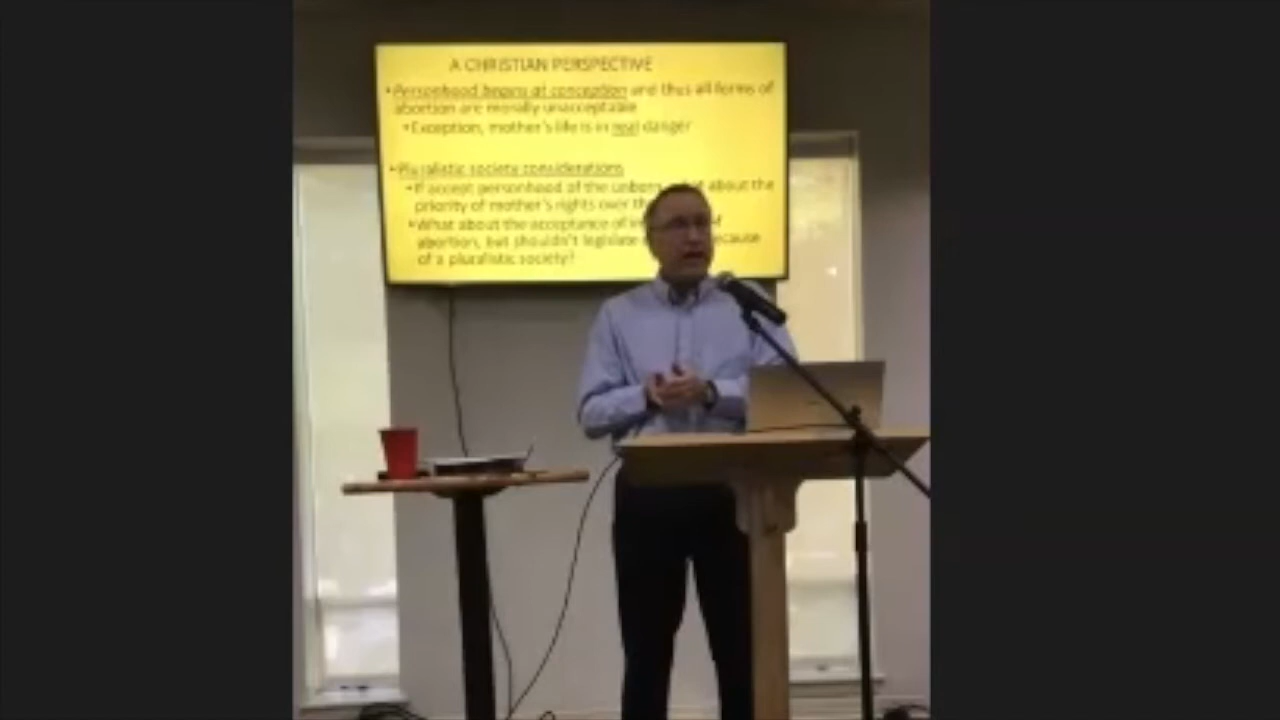 A CHRISTIAN PERSPECTIVE
•Personhood begins at conception and thus all forms of
abortion are morally unacceptable
•Exception, mother's life is in real danger
•Pluralistic society considerations
•If accept personhood of the unborn about the
priority of mother's rights over
•What about the acceptance of
abortion, but shouldn't legislate
of a pluralistic society?